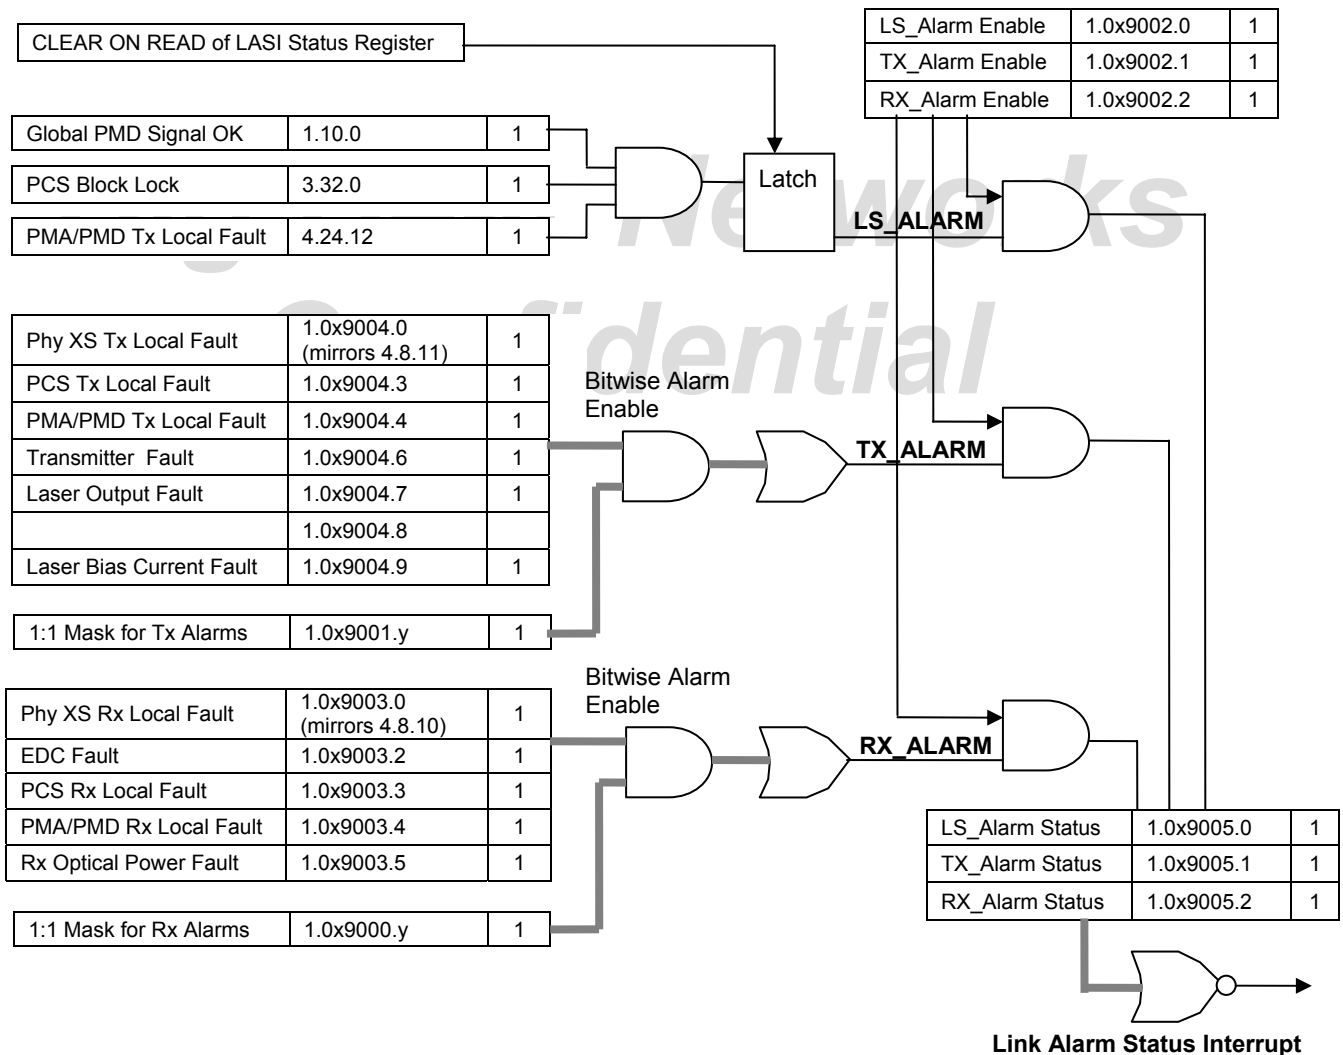 CLEAR ON READ of LASI Status Register
LS_Alarm Enable 1.0x9002.0 1
TX_Alarm Enable 1.0x9002.1 1
RX_Alarm Enable 1.0x9002.2 1
Global PMD Signal OK 1.10.0 1
PCS Block Lock 3.32.0 1
PMA/PMD Tx Local Fault 4.24.12 1
Latch
LS_ALARM
Networks
Confidential
Phy XS Tx Local Fault 1.0x9004.0 (mirrors 4.8.11) 1
PCS Tx Local Fault 1.0x9004.3 1
PMA/PMD Tx Local Fault 1.0x9004.4 1
Transmitter Fault 1.0x9004.6 1
Laser Output Fault 1.0x9004.7 1
1.0x9004.8
Laser Bias Current Fault 1.0x9004.9 1
Bitwise Alarm
Enable
TX_ALARM
1:1 Mask for Tx Alarms 1.0x9001.y 1
Bitwise Alarm
Enable
Phy XS Rx Local Fault 1.0x9003.0 (mirrors 4.8.10) 1
EDC Fault 1.0x9003.2 1
PCS Rx Local Fault 1.0x9003.3 1
PMA/PMD Rx Local Fault 1.0x9003.4 1
Rx Optical Power Fault 1.0x9003.5 1
RX_ALARM
1:1 Mask for Rx Alarms 1.0x9000.y 1
LS_Alarm Status 1.0x9005.0 1
TX_Alarm Status 1.0x9005.1 1
RX_Alarm Status 1.0x9005.2 1
Link Alarm Status Interrupt